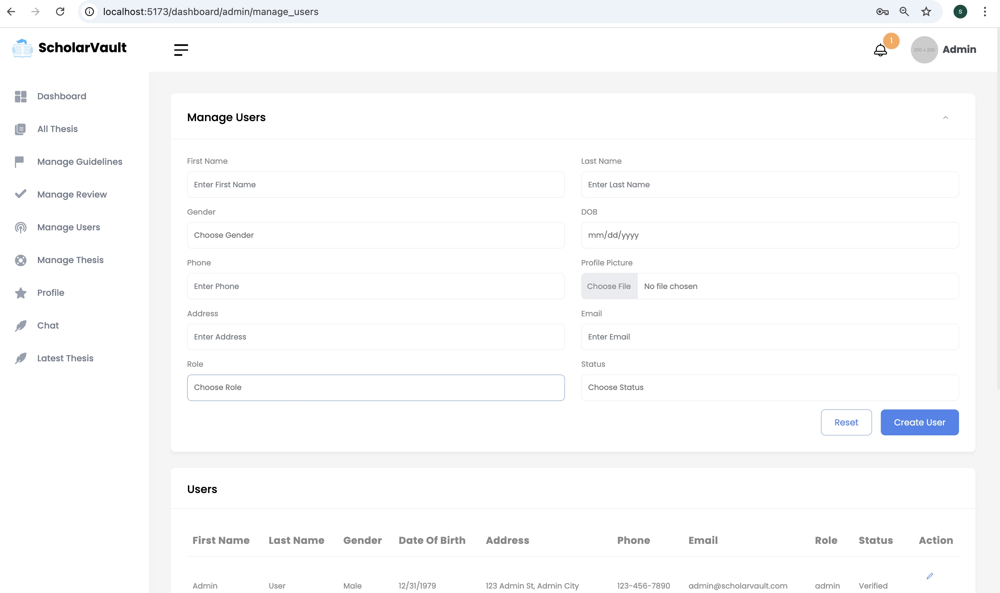 localhost:5173/dashboard/admin/manage_users
S
ScholarVault
1
200 x 200
Admin
Dashboard
All Thesis
Manage Guidelines
Manage Review
Manage Users
Manage Thesis
Profile
Chat
Latest Thesis
Manage Users
First Name
Last Name
Enter First Name
Enter Last Name
Gender
DOB
Choose Gender
mm/dd/yyyy
Phone
Profile Picture
Enter Phone
Choose File No file chosen
Address
Email
Enter Address
Enter Email
Role
Status
Choose Role
Choose Status
Reset
Create User
Users
First Name Last Name Gender Date Of Birth Address Phone Email Role Status Action
Admin User Male 12/31/1979 123 Admin St, Admin City 123-456-7890 admin@scholarvault.com admin Verified